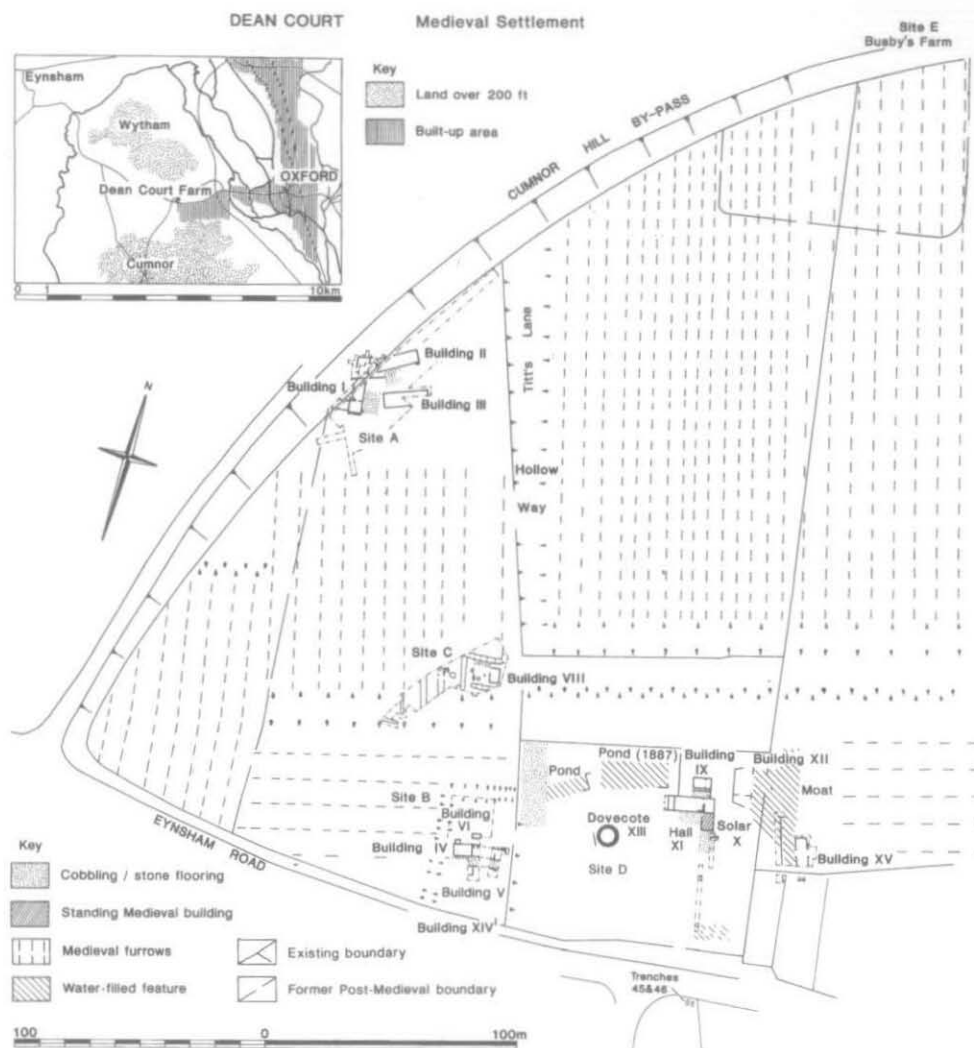 DEAN COURT Medieval Settlement
Site E
Busby's Farm
Eynsham
Wytham
Dean Court Farm
OXFORD
Cumnor
0 1 10km
Key
Land over 200 ft
Built-up area
CUMNOR HILL BY-PASS
N
Building II
Building I
Building III
Site A
Titt's Lane
Hollow
Way
Site C
Building VIII
Pond (1887)
Building
IX
Building XII
Pond
Moat
Site B
Building
VI
Dovecote
XIII
Hall
XI
Solar
X
Building IV
Site D
Building XV
Building V
EYNSHAM ROAD
Building XIV
Trenches
45&46
Key
Cobbling / stone flooring
Standing Medieval building
Medieval furrows
Water-filled feature
Existing boundary
Former Post-Medieval boundary
100 0 100m